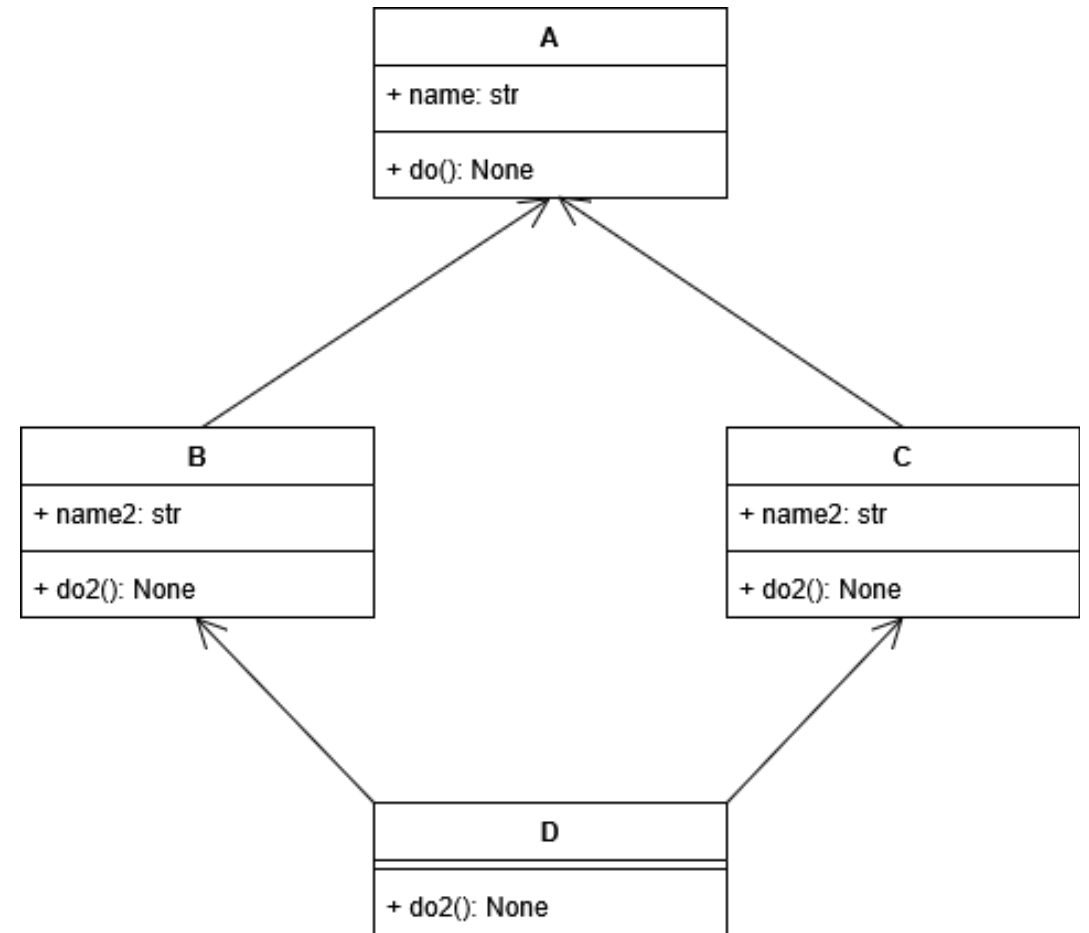 A
+ name: str
+ do(): None
B
+ name2: str
+ do2(): None
C
+ name2: str
+ do2(): None
D
+ do2(): None